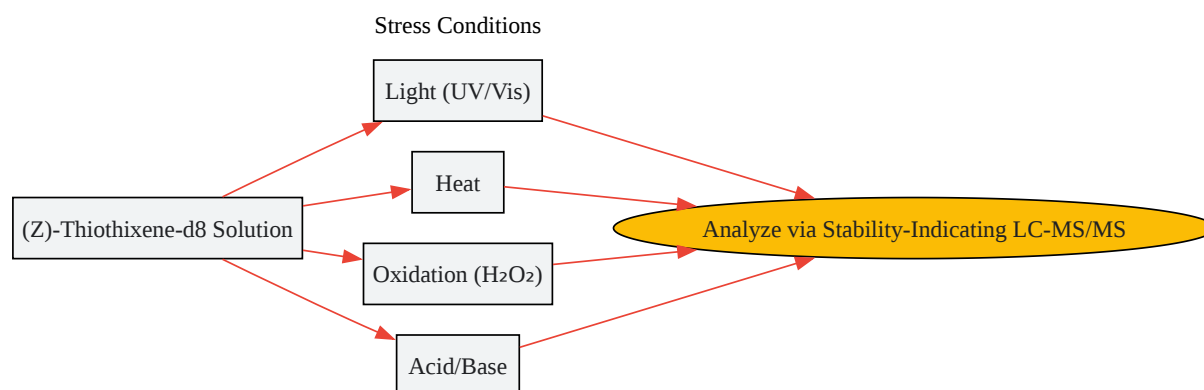 Stress Conditions
Light (UV/Vis)
Heat
(Z)-Thiothixene-d8 Solution
Analyze via Stability-Indicating LC-MS/MS
Oxidation (H₂O₂)
Acid/Base